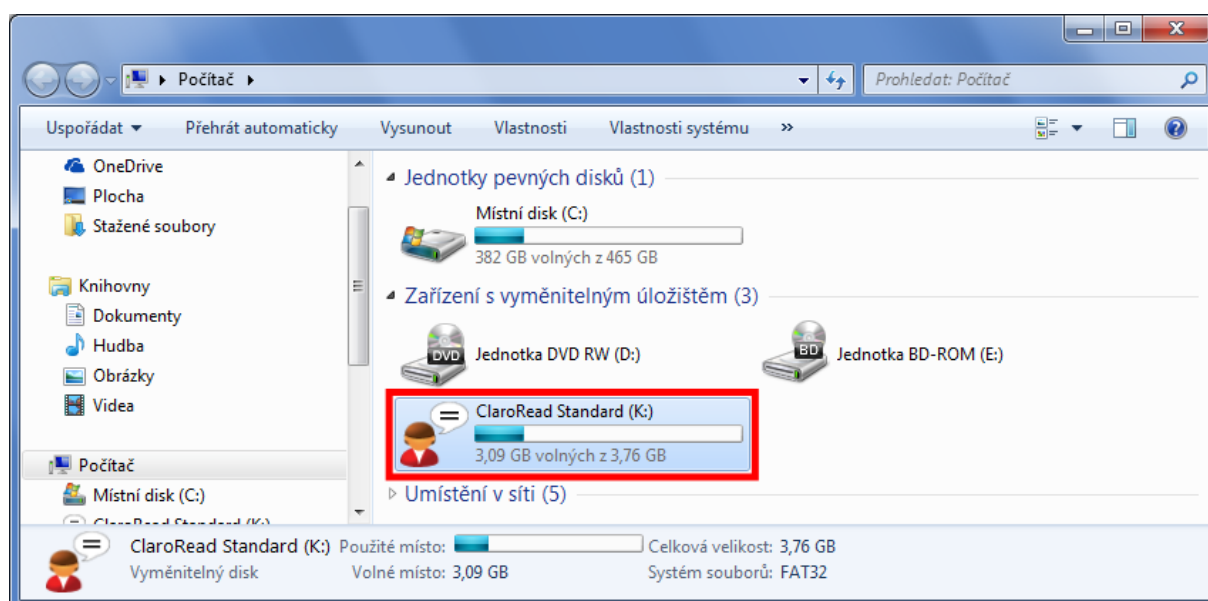 Počítač
Prohledat: Počítač
Uspořádat Přehrát automaticky Vysunout Vlastnosti Vlastnosti systému »
OneDrive
Plocha
Stažené soubory
Knihovny
Dokumenty
Hudba
Obrázky
Videa
Počítač
Místní disk (C:)
ClaroRead Standard (K:)
Jednotky pevných disků (1)
Místní disk (C:)
382 GB volných z 465 GB
Zařízení s vyměnitelným úložištěm (3)
DVD
Jednotka DVD RW (D:)
BD
Jednotka BD-ROM (E:)
ClaroRead Standard (K:)
3,09 GB volných z 3,76 GB
Umístění v síti (5)
ClaroRead Standard (K:) Použité místo: Celková velikost: 3,76 GB
Vyměnitelný disk Volné místo: 3,09 GB Systém souborů: FAT32